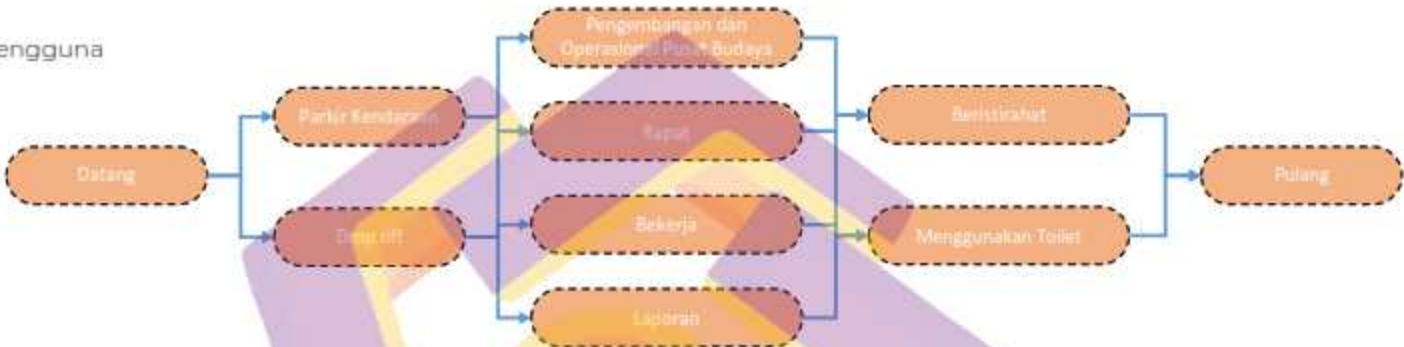 engguna
Pengembangan dan
Operasional Pusat Budaya
Parkir Kendaraan
Rapat
Beristirahat
Datang
Pulang
Drop off
Bekerja
Menggunakan Toilet
Laporan